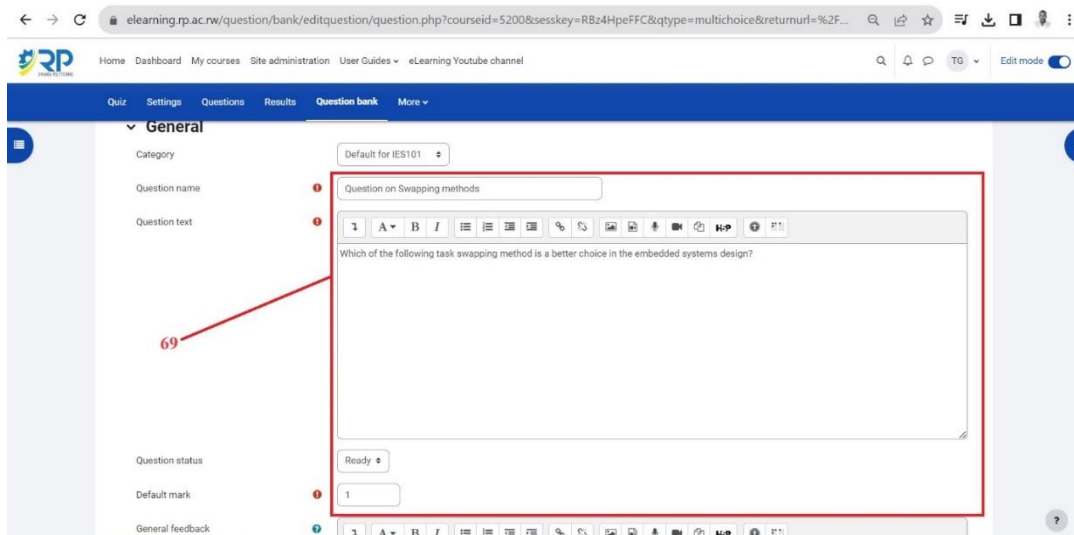 elearning.rp.ac.rw/question/bank/editquestion/question.php?courseid=5200&sesskey=RBz4HpeFFC&qtype=multichoice&returnurl=%2F...
RP
Home Dashboard My courses Site administration User Guides eLearning Youtube channel TG Edit mode
Quiz Settings Questions Results Question bank More
General
Category Default for IES101
Question name Question on Swapping methods
Question text
A B I H-P
Which of the following task swapping method is a better choice in the embedded systems design?
69
Question status Ready
Default mark 1
General feedback
A B I H-P
?